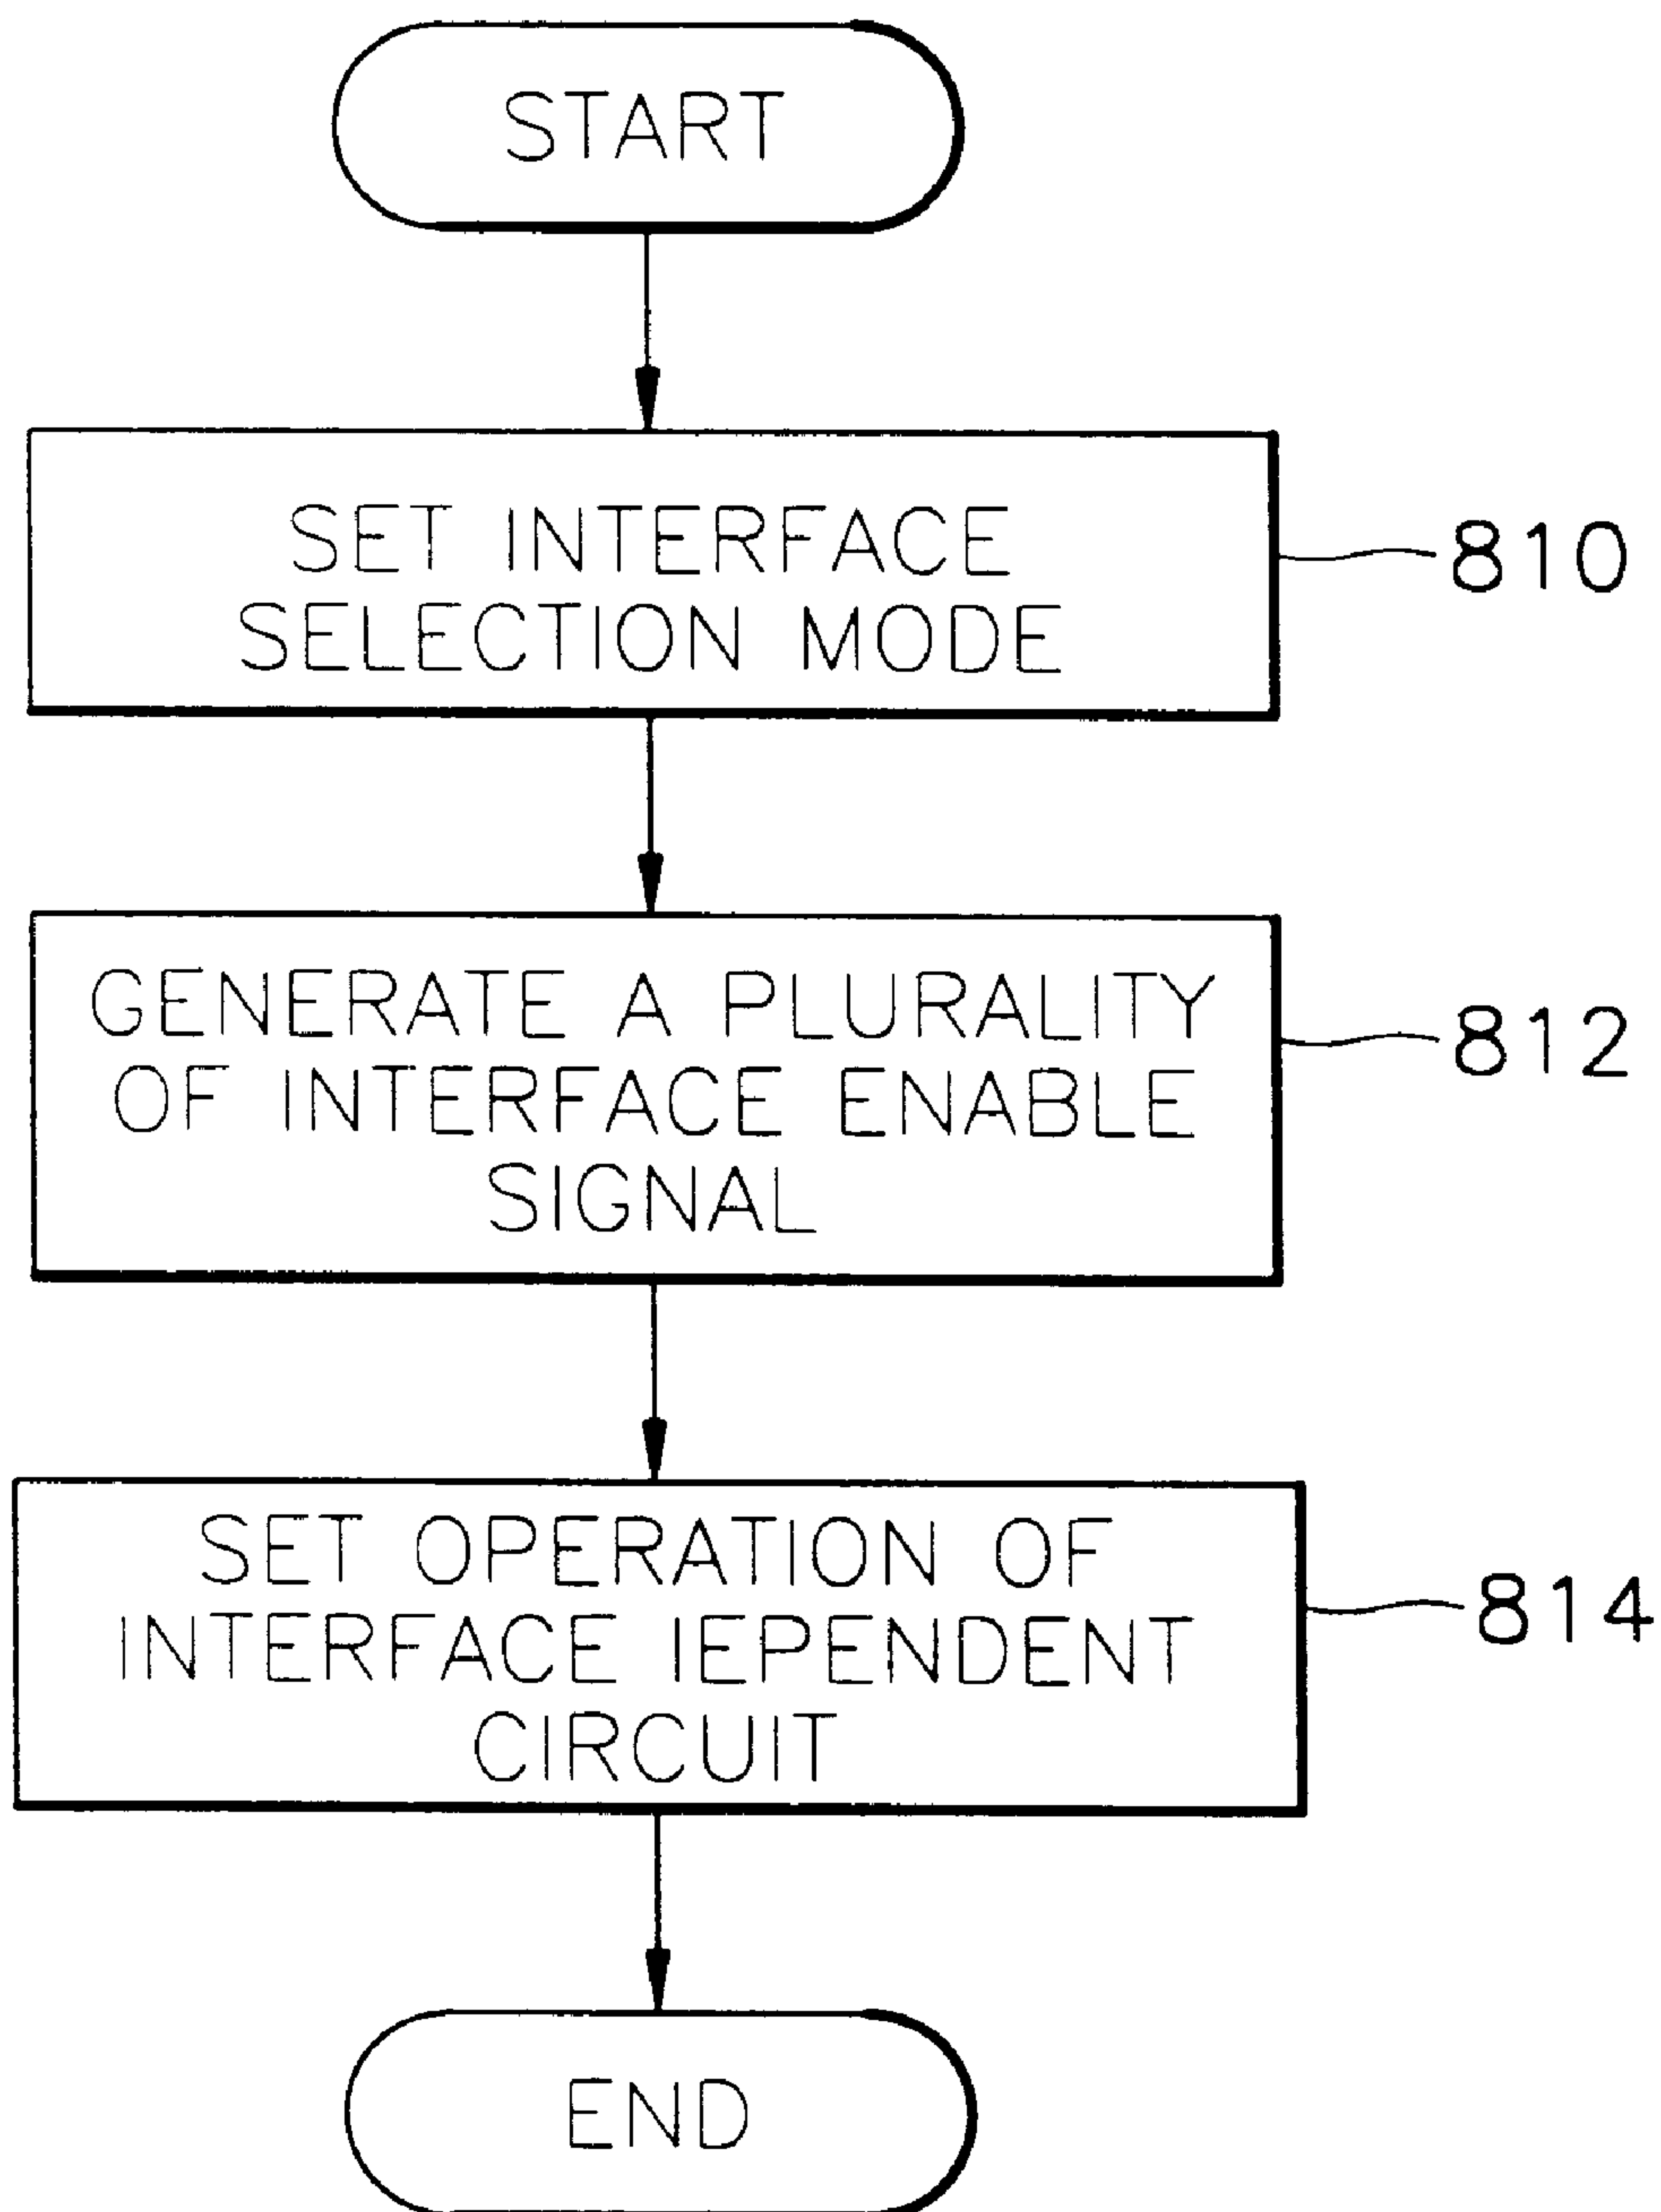 START
SET INTERFACE
SELECTION MODE
810
GENERATE A PLURALITY
OF INTERFACE ENABLE
SIGNAL
812
SET OPERATION OF
INTERFACE IEPENDENT
CIRCUIT
814
END